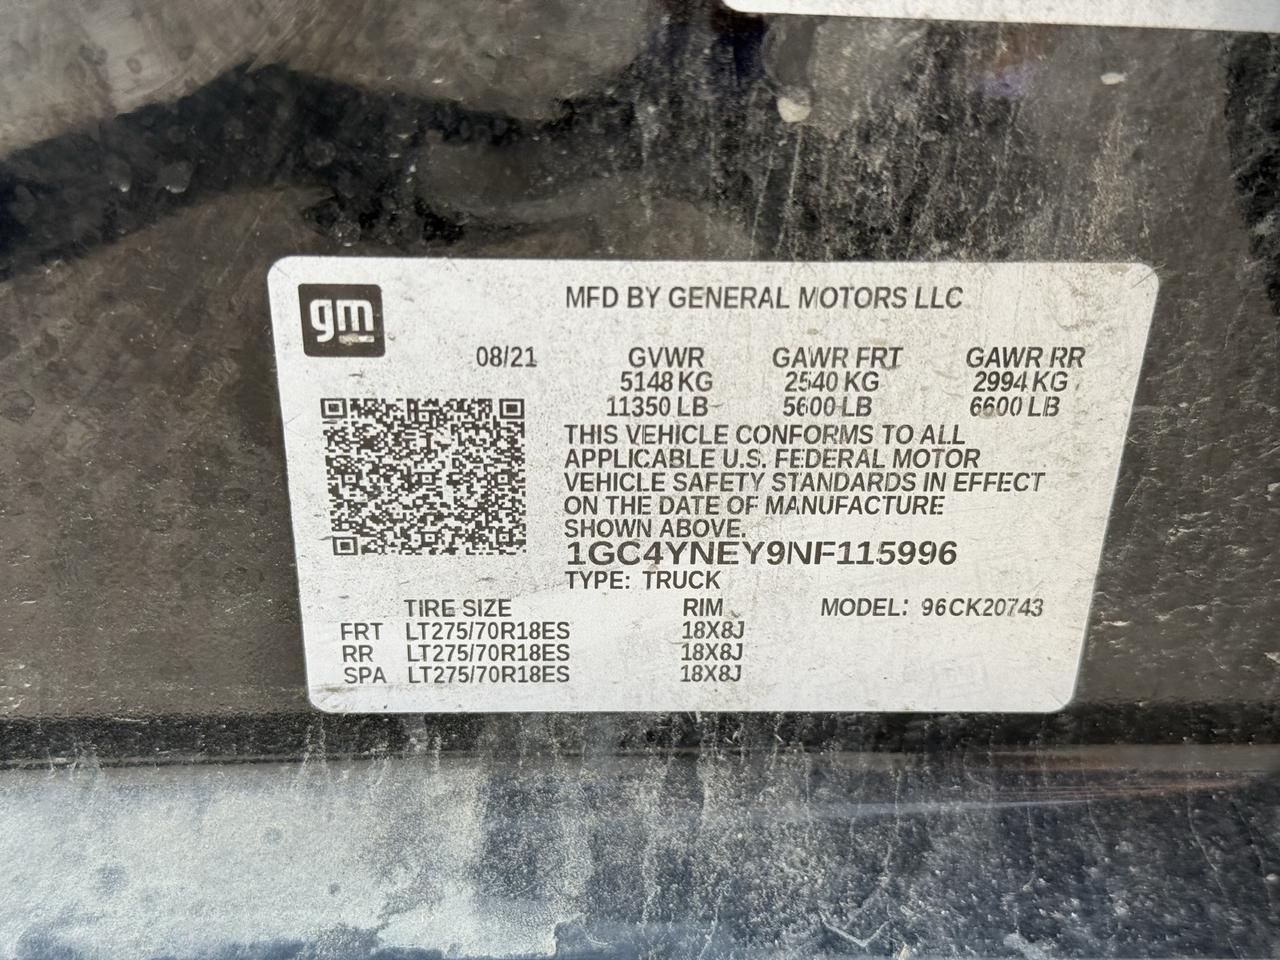 gm
MFD BY GENERAL MOTORS LLC
08/21 GVWR GAWR FRT GAWR RR
5148 KG 2540 KG 2994 KG
11350 LB 5600 LB 6600 LB
THIS VEHICLE CONFORMS TO ALL
APPLICABLE U.S. FEDERAL MOTOR
VEHICLE SAFETY STANDARDS IN EFFECT
ON THE DATE OF MANUFACTURE
SHOWN ABOVE.
1GC4YNEY9NF115996
TYPE: TRUCK
TIRE SIZE RIM MODEL: 96CK20743
FRT LT275/70R18ES 18X8J
RR LT275/70R18ES 18X8J
SPA LT275/70R18ES 18X8J